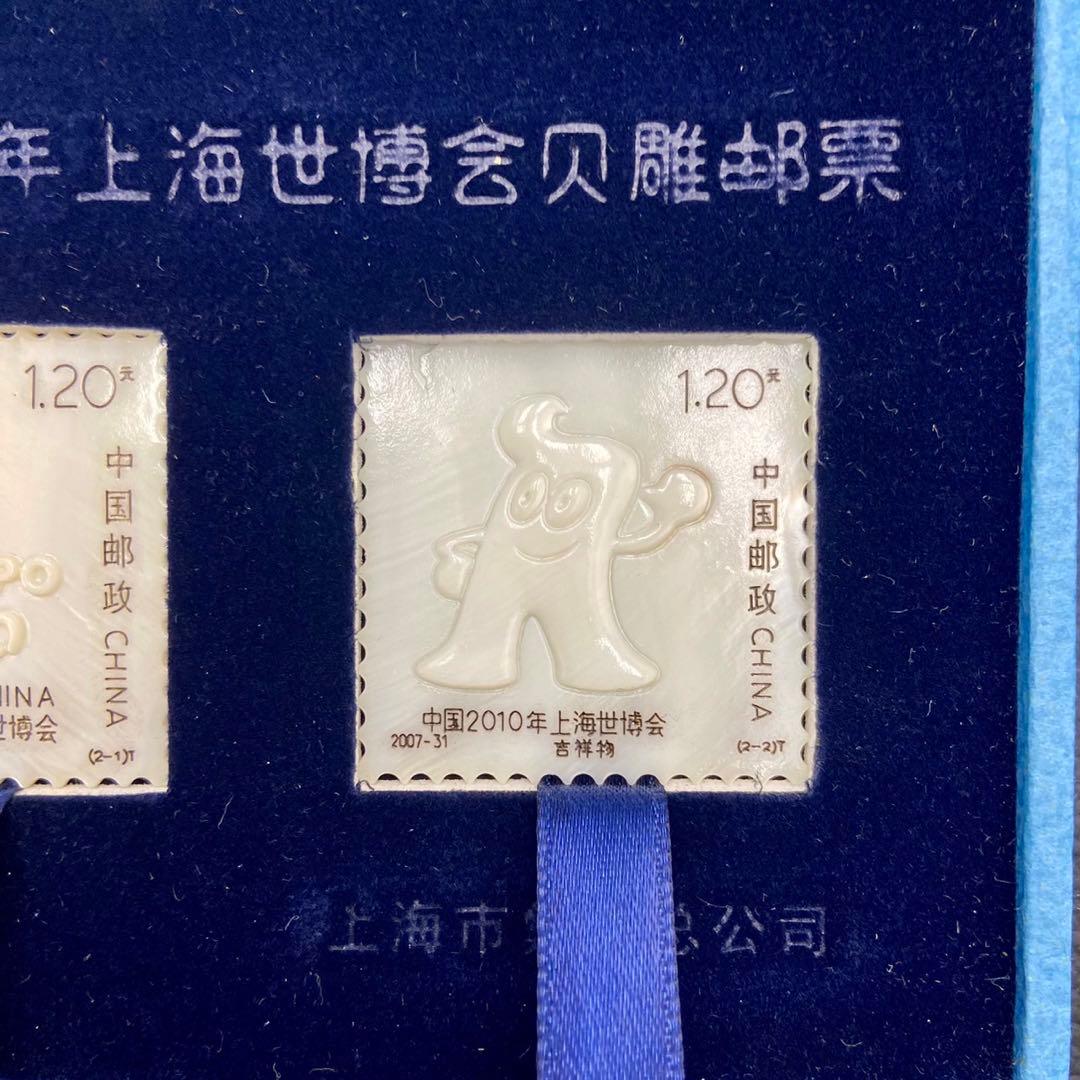 年上海世博会贝雕邮票
1.20元
中国邮政 CHINA
PO
HINA
世博会
(2-1)T
1.20元
中国邮政 CHINA
中国2010年上海世博会
2007-31
吉祥物
(2-2)T
上海市 总公司